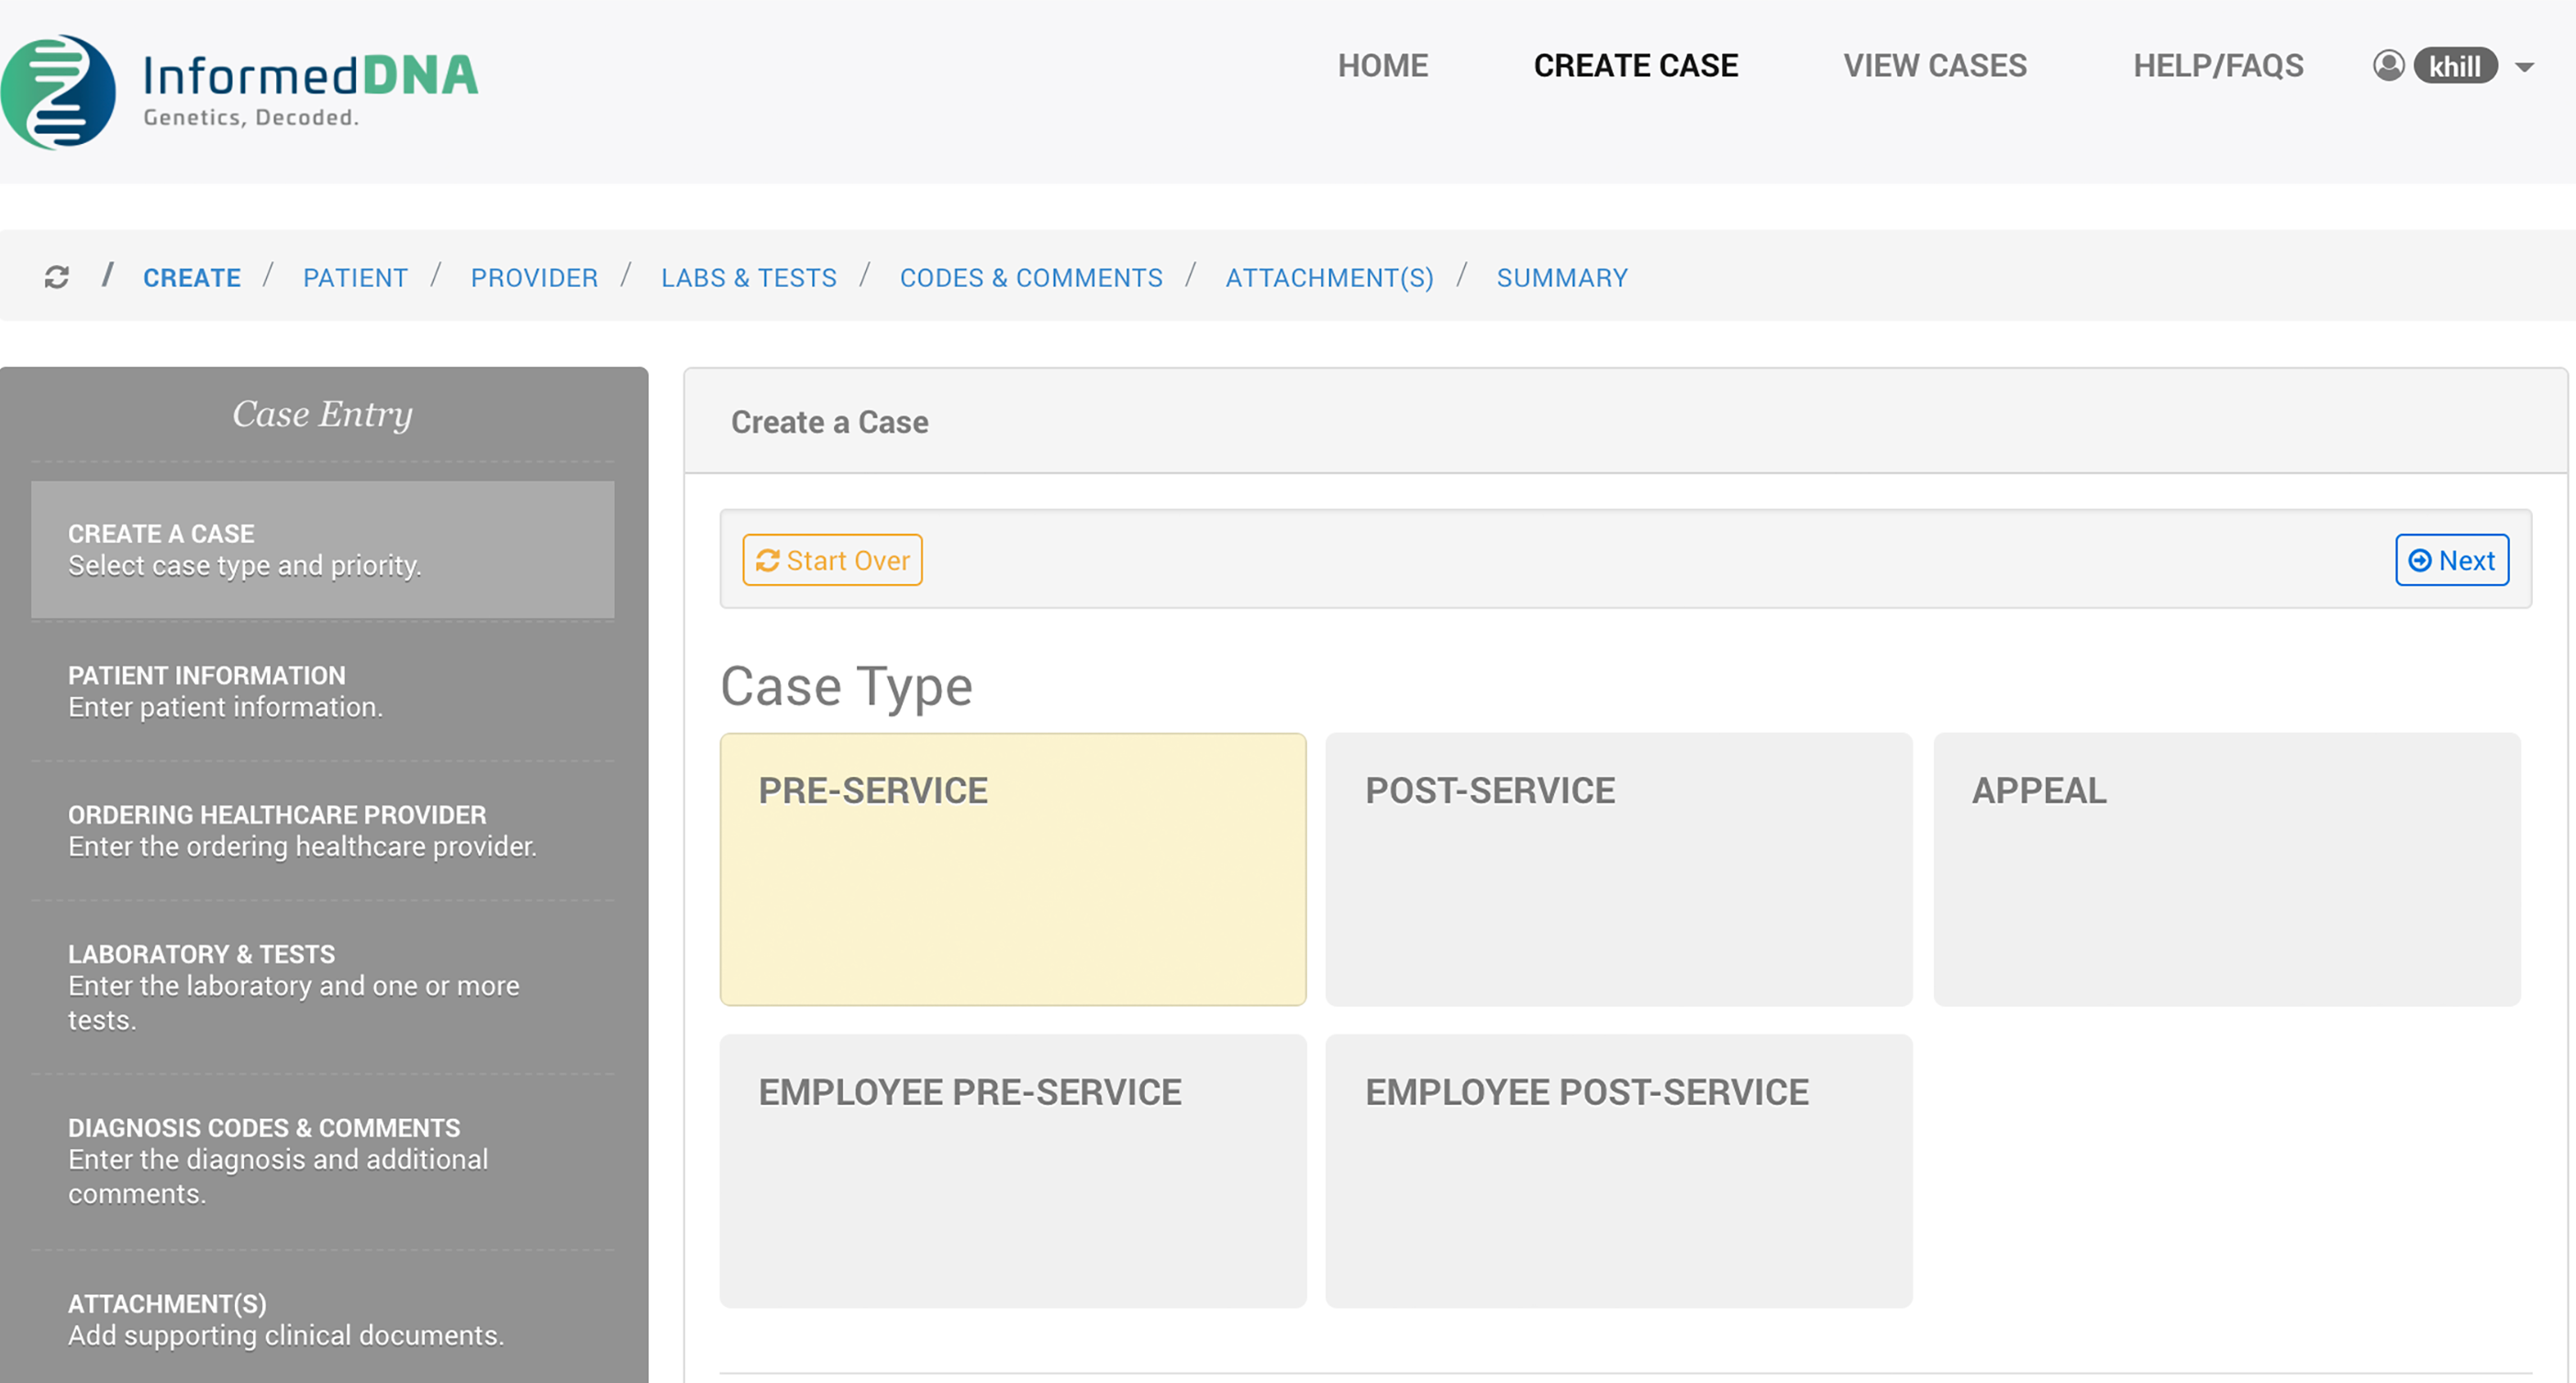 InformedDNA
Genetics, Decoded.
HOME CREATE CASE VIEW CASES HELP/FAQS khill
/ CREATE / PATIENT / PROVIDER / LABS & TESTS / CODES & COMMENTS / ATTACHMENT(S) / SUMMARY
Case Entry
CREATE A CASE
Select case type and priority.
PATIENT INFORMATION
Enter patient information.
ORDERING HEALTHCARE PROVIDER
Enter the ordering healthcare provider.
LABORATORY & TESTS
Enter the laboratory and one or more
tests.
DIAGNOSIS CODES & COMMENTS
Enter the diagnosis and additional
comments.
ATTACHMENT(S)
Add supporting clinical documents.
Create a Case
Start Over Next
Case Type
PRE-SERVICE POST-SERVICE APPEAL
EMPLOYEE PRE-SERVICE EMPLOYEE POST-SERVICE